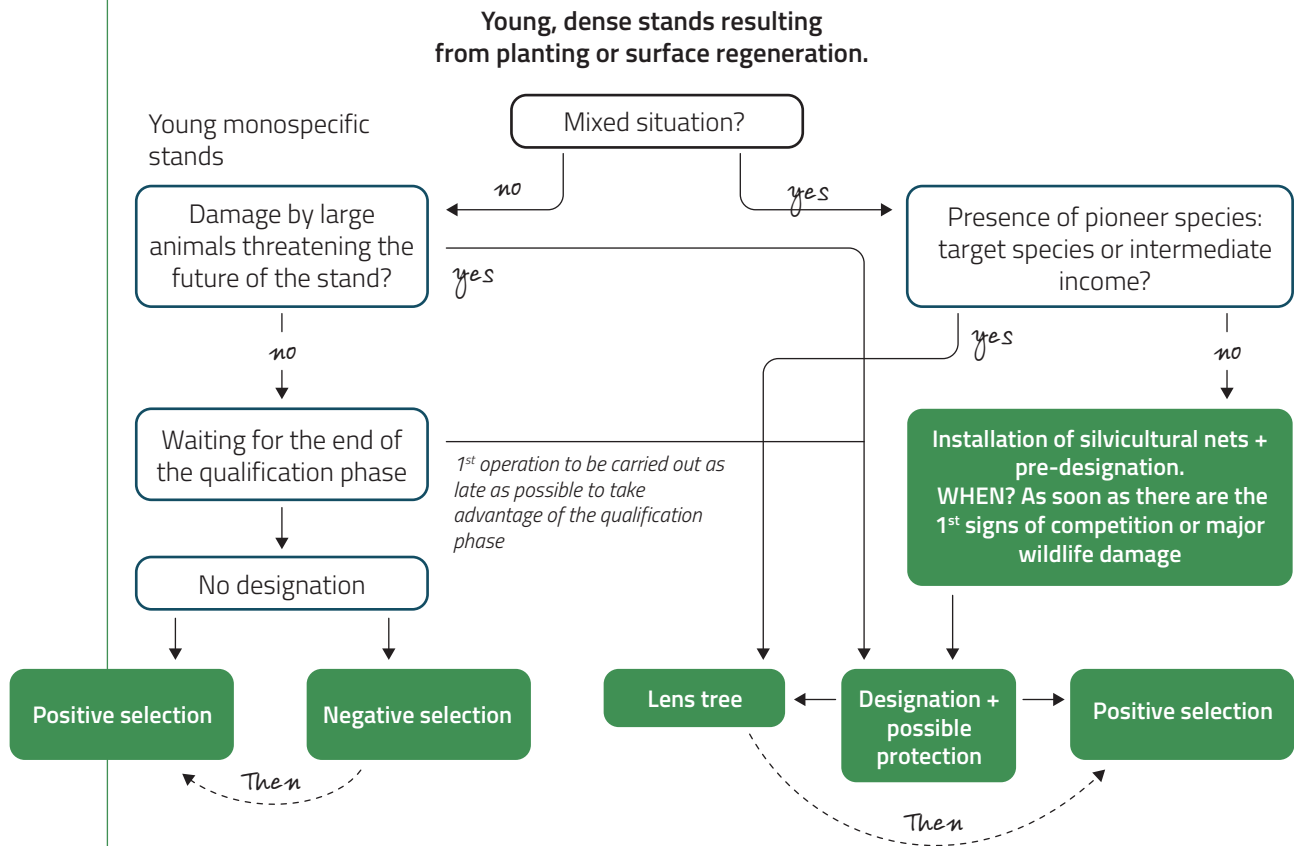 Young, dense stands resulting
from planting or surface regeneration.
Mixed situation?
Young monospecific
stands
no
yes
Damage by large
animals threatening the
future of the stand?
yes
Presence of pioneer species:
target species or intermediate
income?
no
yes
no
Waiting for the end of
the qualification phase
1st operation to be carried out as
late as possible to take
advantage of the qualification
phase
Installation of silvicultural nets +
pre-designation.
WHEN? As soon as there are the
1st signs of competition or major
wildlife damage
No designation
Positive selection
Negative selection
Lens tree
Designation +
possible
protection
Positive selection
Then
Then